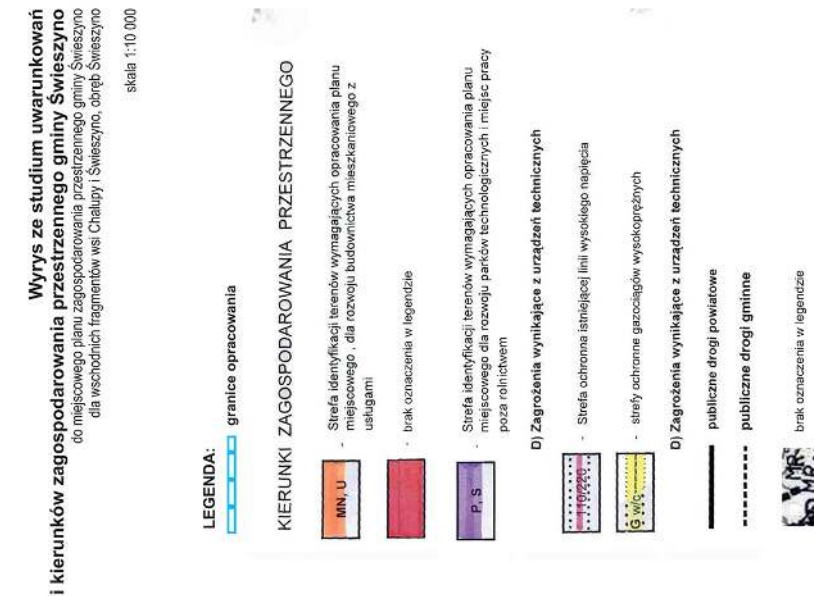 Wyrys ze studium uwarunkowań
i kierunków zagospodarowania przestrzennego gminy Świeszyno
do miejscowego planu zagospodarowania przestrzennego gminy Świeszyno
dla wschodnich fragmentów wsi Chałupy i Świeszyno, obręb Świeszyno
skala 1:10 000
LEGENDA:
granice opracowania
KIERUNKI ZAGOSPODAROWANIA PRZESTRZENNEGO
MN, U
- Strefa identyfikacji terenów wymagających opracowania planu
miejscowego , dla rozwoju budownictwa mieszkaniowego z
usługami
- brak oznaczenia w legendzie
P, S
- Strefa identyfikacji terenów wymagających opracowania planu
miejscowego dla rozwoju parków technologicznych i miejsc pracy
poza rolnictwem
D) Zagrożenia wynikające z urządzeń technicznych
110/220
- Strefa ochronna istniejącej linii wysokiego napięcia
G w/c
- strefy ochronne gazociągów wysokoprężnych
D) Zagrożenia wynikające z urządzeń technicznych
publiczne drogi powiatowe
publiczne drogi gminne
MR
MR
brak oznaczenia w legendzie